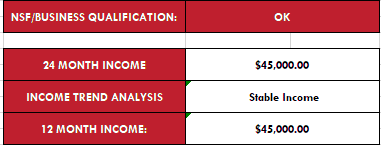 NSF/BUSINESS QUALIFICATION: OK
24 MONTH INCOME $45,000.00
INCOME TREND ANALYSIS Stable Income
12 MONTH INCOME: $45,000.00